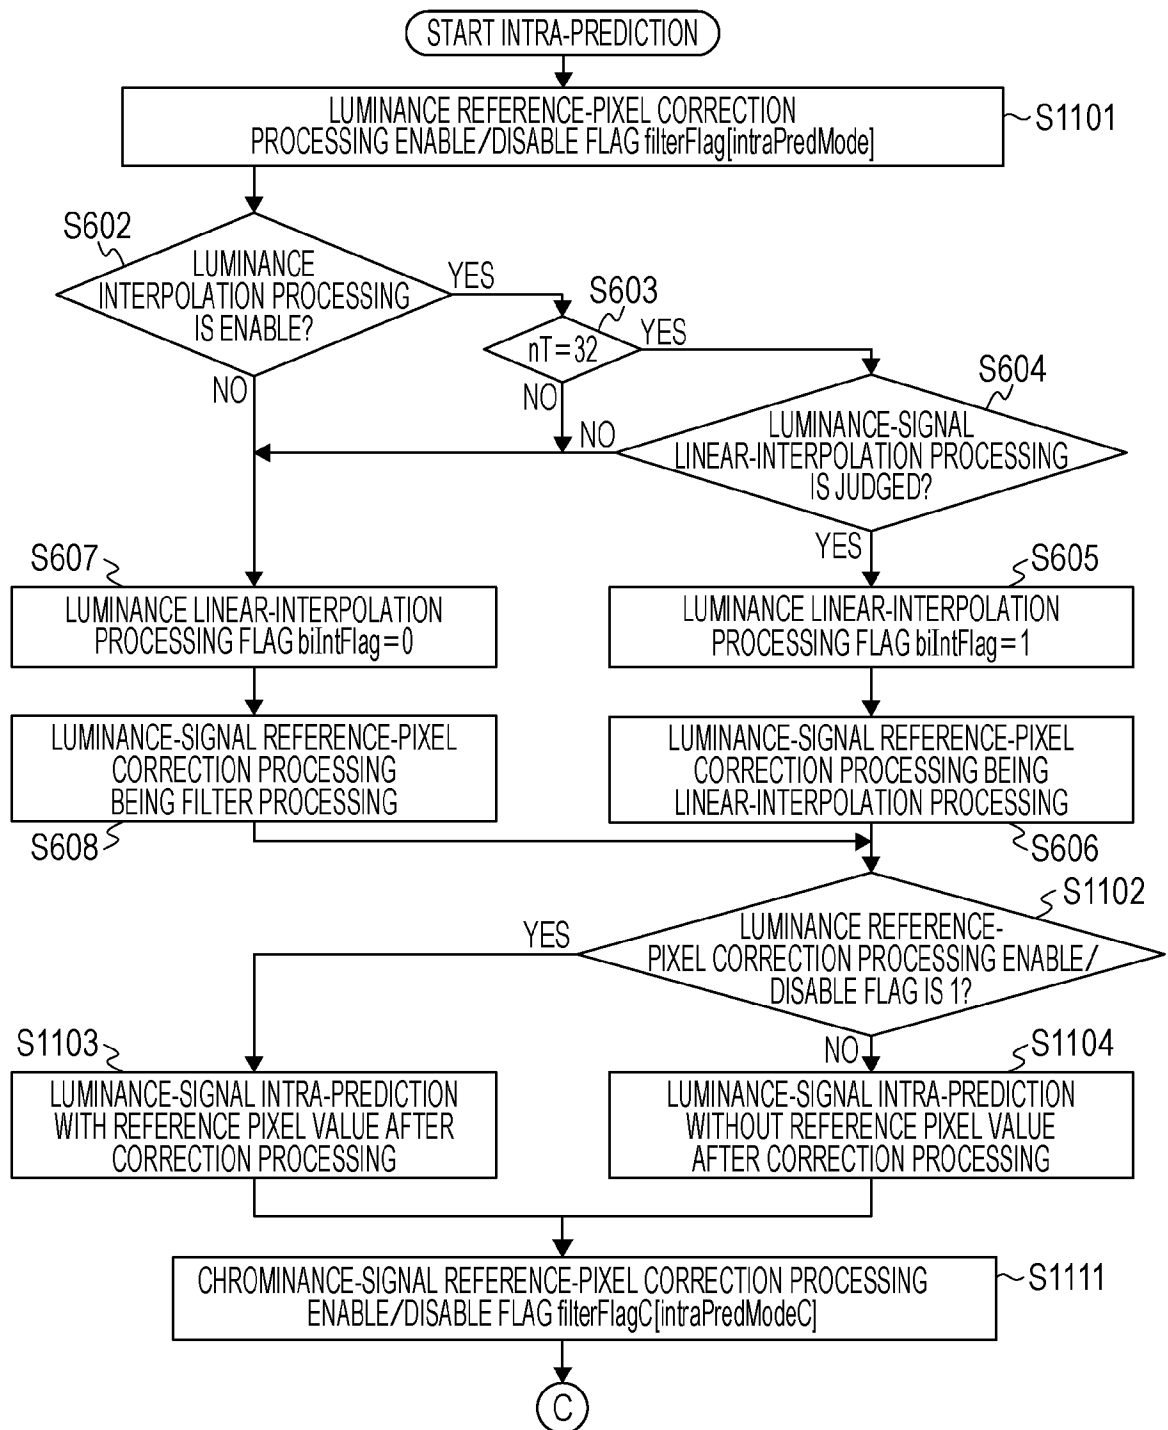 START INTRA-PREDICTION
LUMINANCE REFERENCE-PIXEL CORRECTION
PROCESSING ENABLE/DISABLE FLAG filterFlag[intraPredMode]
S1101
S602
LUMINANCE
INTERPOLATION PROCESSING
IS ENABLE?
YES
NO
S603
nT=32
YES
NO
S604
LUMINANCE-SIGNAL
LINEAR-INTERPOLATION PROCESSING
IS JUDGED?
NO
YES
S607
LUMINANCE LINEAR-INTERPOLATION
PROCESSING FLAG biIntFlag=0
S605
LUMINANCE LINEAR-INTERPOLATION
PROCESSING FLAG biIntFlag=1
LUMINANCE-SIGNAL REFERENCE-PIXEL
CORRECTION PROCESSING
BEING FILTER PROCESSING
S608
LUMINANCE-SIGNAL REFERENCE-PIXEL
CORRECTION PROCESSING BEING
LINEAR-INTERPOLATION PROCESSING
S606
S1102
LUMINANCE REFERENCE-
PIXEL CORRECTION PROCESSING ENABLE/
DISABLE FLAG IS 1?
YES
NO
S1103
LUMINANCE-SIGNAL INTRA-PREDICTION
WITH REFERENCE PIXEL VALUE AFTER
CORRECTION PROCESSING
S1104
LUMINANCE-SIGNAL INTRA-PREDICTION
WITHOUT REFERENCE PIXEL VALUE
AFTER CORRECTION PROCESSING
CHROMINANCE-SIGNAL REFERENCE-PIXEL CORRECTION PROCESSING
ENABLE/DISABLE FLAG filterFlagC[intraPredModeC]
S1111
C